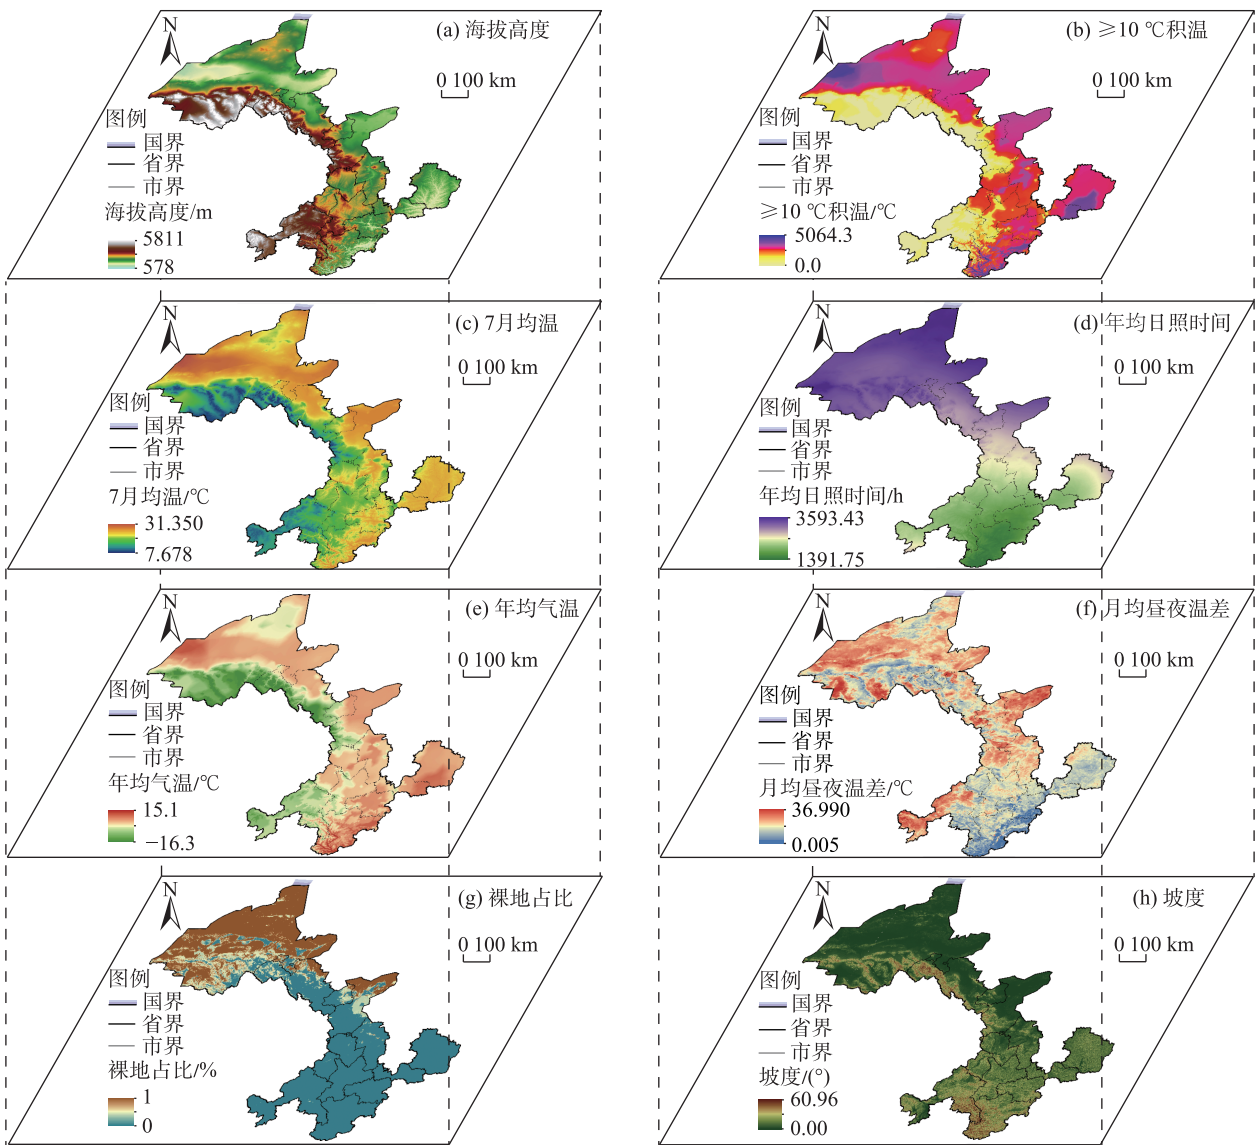 N
(a) 海拔高度
0 100 km
图例
国界
省界
市界
海拔高度/m
5811
578
N
(b) ≥10 ℃积温
0 100 km
图例
国界
省界
市界
≥10 ℃积温/℃
5064.3
0.0
N
(c) 7月均温
0 100 km
图例
国界
省界
市界
7月均温/℃
31.350
7.678
N
(d) 年均日照时间
0 100 km
图例
国界
省界
市界
年均日照时间/h
3593.43
1391.75
N
(e) 年均气温
0 100 km
图例
国界
省界
市界
年均气温/℃
15.1
−16.3
N
(f) 月均昼夜温差
0 100 km
图例
国界
省界
市界
月均昼夜温差/℃
36.990
0.005
N
(g) 裸地占比
0 100 km
图例
国界
省界
市界
裸地占比/%
1
0
N
(h) 坡度
0 100 km
图例
国界
省界
市界
坡度/(°)
60.96
0.00